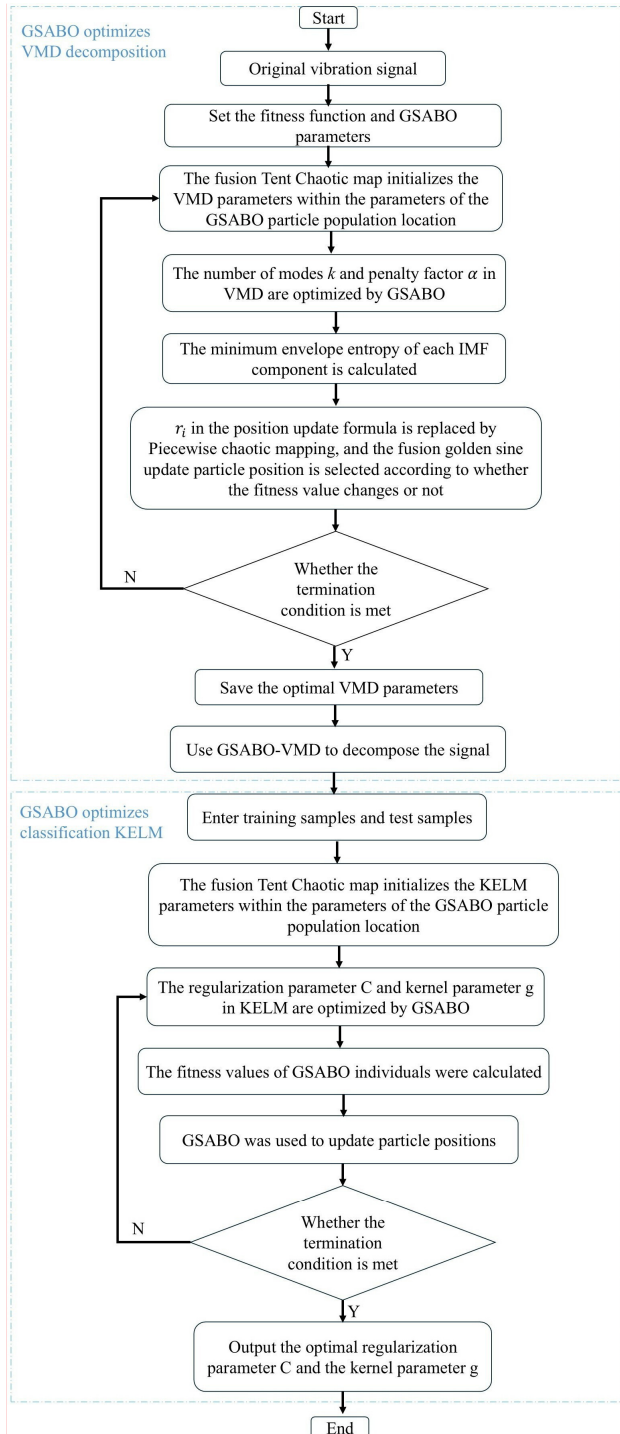 Start
GSABO optimizes
VMD decomposition
Original vibration signal
Set the fitness function and GSABO
parameters
The fusion Tent Chaotic map initializes the
VMD parameters within the parameters of the
GSABO particle population location
The number of modes k and penalty factor α in
VMD are optimized by GSABO
The minimum envelope entropy of each IMF
component is calculated
r_i in the position update formula is replaced by
Piecewise chaotic mapping, and the fusion golden sine
update particle position is selected according to whether
the fitness value changes or not
N
Whether the
termination
condition is met
Y
Save the optimal VMD parameters
Use GSABO-VMD to decompose the signal
GSABO optimizes
classification KELM
Enter training samples and test samples
The fusion Tent Chaotic map initializes the KELM
parameters within the parameters of the GSABO particle
population location
The regularization parameter C and kernel parameter g
in KELM are optimized by GSABO
The fitness values of GSABO individuals were calculated
GSABO was used to update particle positions
N
Whether the
termination
condition is met
Y
Output the optimal regularization
parameter C and the kernel parameter g
End